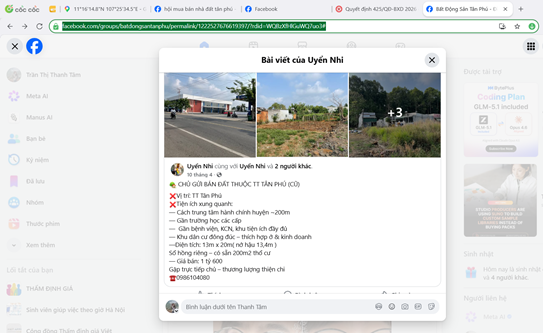 cốc cốc
11°16'14.8"N 107°25'34.5"E - G
hội mua bán nhà đất tân phú -
Facebook
Quyết định 425/QĐ-BXD 2026
Bất Động Sản Tân Phú -
facebook.com/groups/batdongsantanphu/permalink/1222527676619397/
Bài viết của Uyển Nhi
Trần Thị Thanh Tâm
Meta AI
Manus AI
Bạn bè
Kỷ niệm
Đã lưu
Nhóm
Thước phim
Xem thêm
Lối tắt của bạn
THẨM ĐỊNH GIÁ
Sinh viên giúp việc theo giờ Hà Nội
Cộng đồng Thẩm định giá Việt
+3
Uyển Nhi cùng với Uyển Nhi và 2 người khác
10 tháng 4
CHỦ GỬI BÁN ĐẤT THUỘC TT TÂN PHÚ (CŨ)
Vị trí: TT Tân Phú
Tiện ích xung quanh:
— Cách trung tâm hành chính huyện ~200m
— Gần trường học các cấp
— Gần bệnh viện, KCN, khu tiện ích đầy đủ
— Khu dân cư đông đúc – thích hợp ở & kinh doanh
—Diện tích: 13m x 20m( nở hậu 13,4m )
Sổ hồng riêng – có sẵn 200m2 thổ cư
— Giá bán: 1 tỷ 600
Gặp trực tiếp chủ – thương lượng thiện chí
0986104080
Bình luận dưới tên Thanh Tâm
Được tài trợ
BytePlus
Coding Plan
GLM-5.1 included
Sinh nhật
Hôm nay là sinh nhật của
và 4 người khác
Người liên hệ